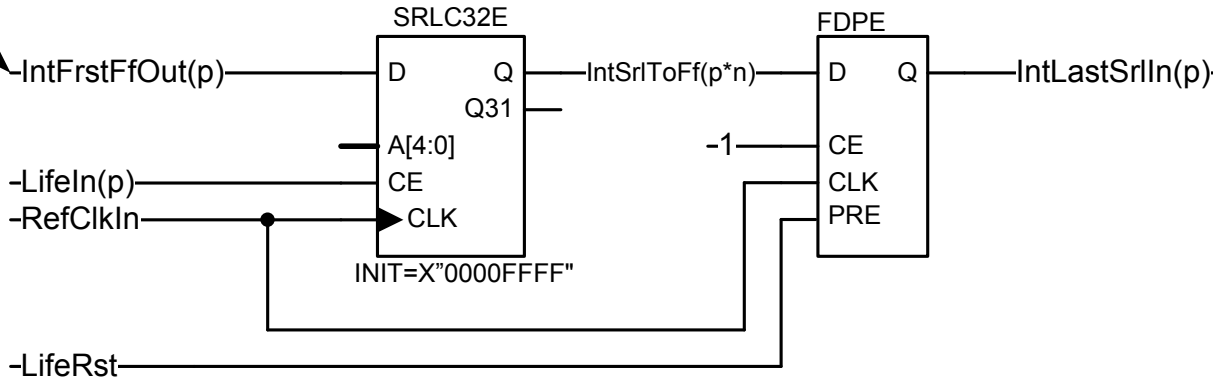 SRLC32E
FDPE
-IntFrstFfOut(p)
D
Q
IntSrlToFf(p*n)
D
Q
IntLastSrlIn(p)
Q31
A[4:0]
-1
CE
-LifeIn(p)
CE
CLK
-RefClkIn
CLK
PRE
INIT=X”0000FFFF"
-LifeRst